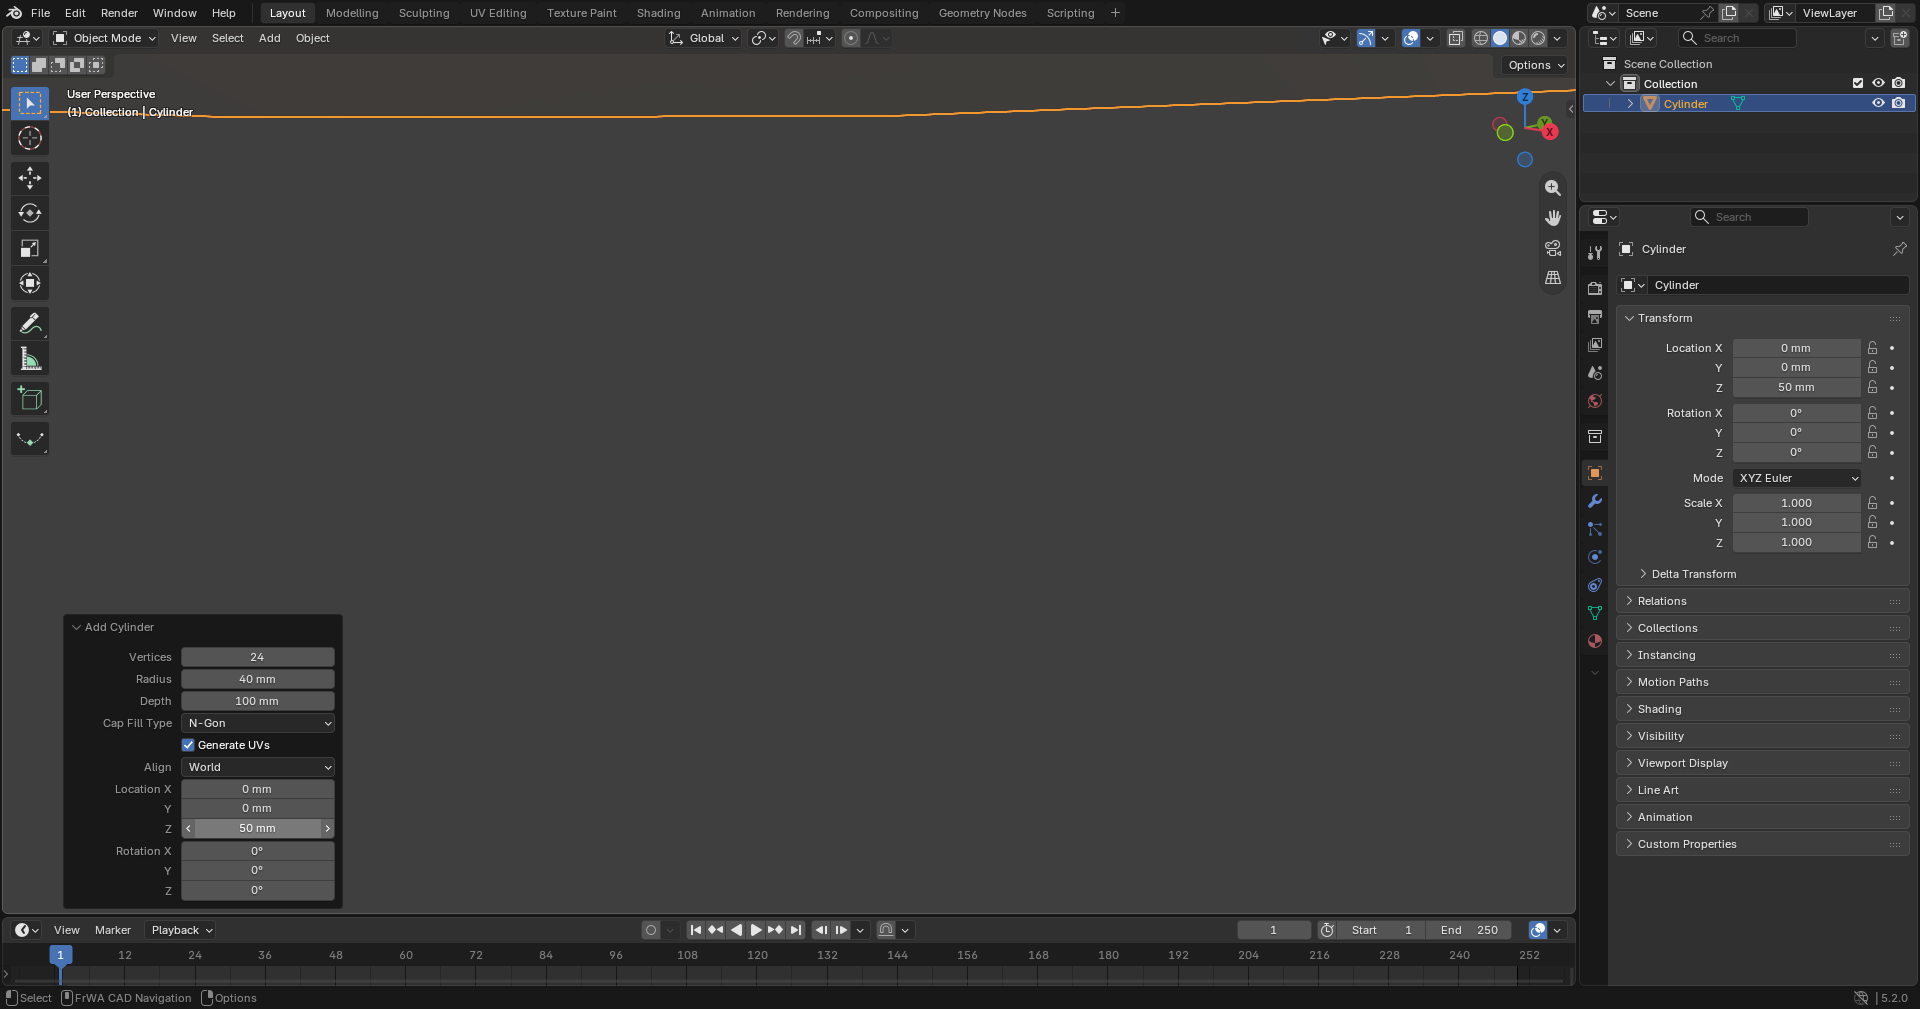 File Edit Render Window Help Layout Modelling Sculpting UV Editing Texture Paint Shading Animation Rendering Compositing Geometry Nodes Scripting + Scene ViewLayer
Object Mode View Select Add Object Global Search
Options
User Perspective
(1) Collection | Cylinder
Z
Y
X
Scene Collection
Collection
Cylinder
Search
Cylinder
Cylinder
Transform
Location X 0 mm
Y 0 mm
Z 50 mm
Rotation X 0°
Y 0°
Z 0°
Mode XYZ Euler
Scale X 1.000
Y 1.000
Z 1.000
Delta Transform
Relations
Collections
Instancing
Motion Paths
Shading
Visibility
Viewport Display
Line Art
Animation
Custom Properties
Add Cylinder
Vertices 24
Radius 40 mm
Depth 100 mm
Cap Fill Type N-Gon
Generate UVs
Align World
Location X 0 mm
Y 0 mm
Z 50 mm
Rotation X 0°
Y 0°
Z 0°
View Marker Playback 1 Start 1 End 250
1 12 24 36 48 60 72 84 96 108 120 132 144 156 168 180 192 204 216 228 240 252
Select FrWA CAD Navigation Options 5.2.0